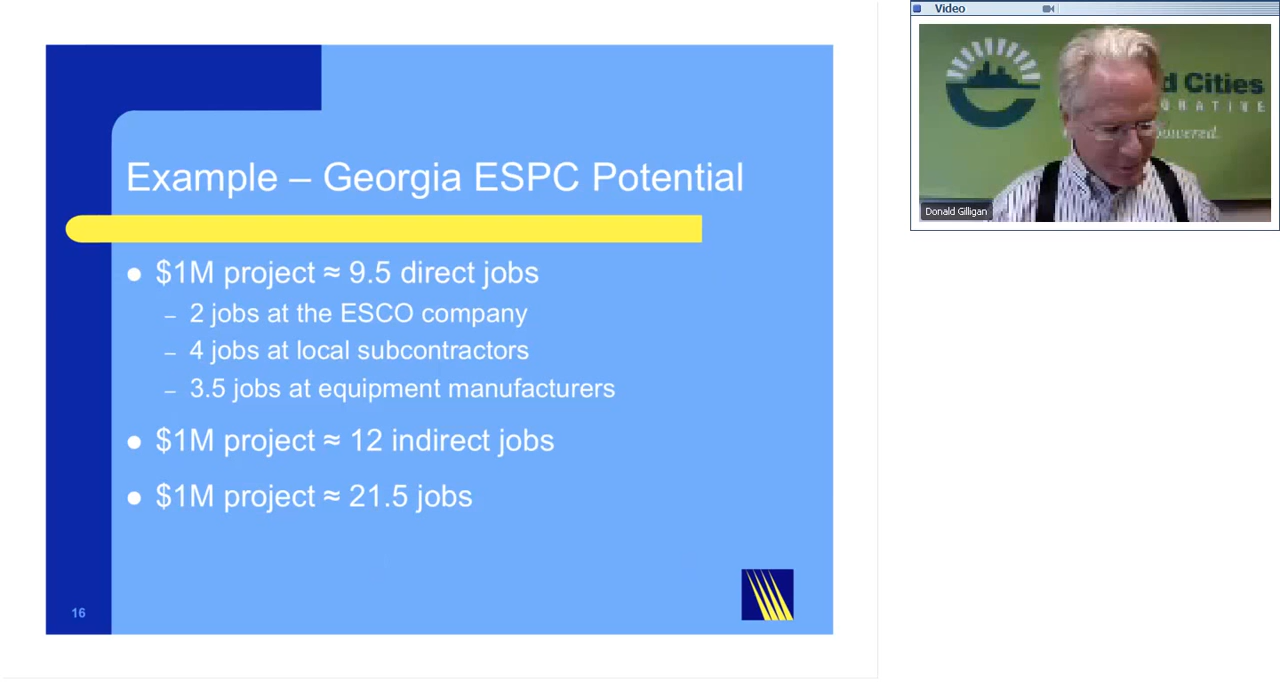 Example – Georgia ESPC Potential
● $1M project ≈ 9.5 direct jobs
– 2 jobs at the ESCO company
– 4 jobs at local subcontractors
– 3.5 jobs at equipment manufacturers
● $1M project ≈ 12 indirect jobs
● $1M project ≈ 21.5 jobs
16
Video
d Cities
Donald Gilligan